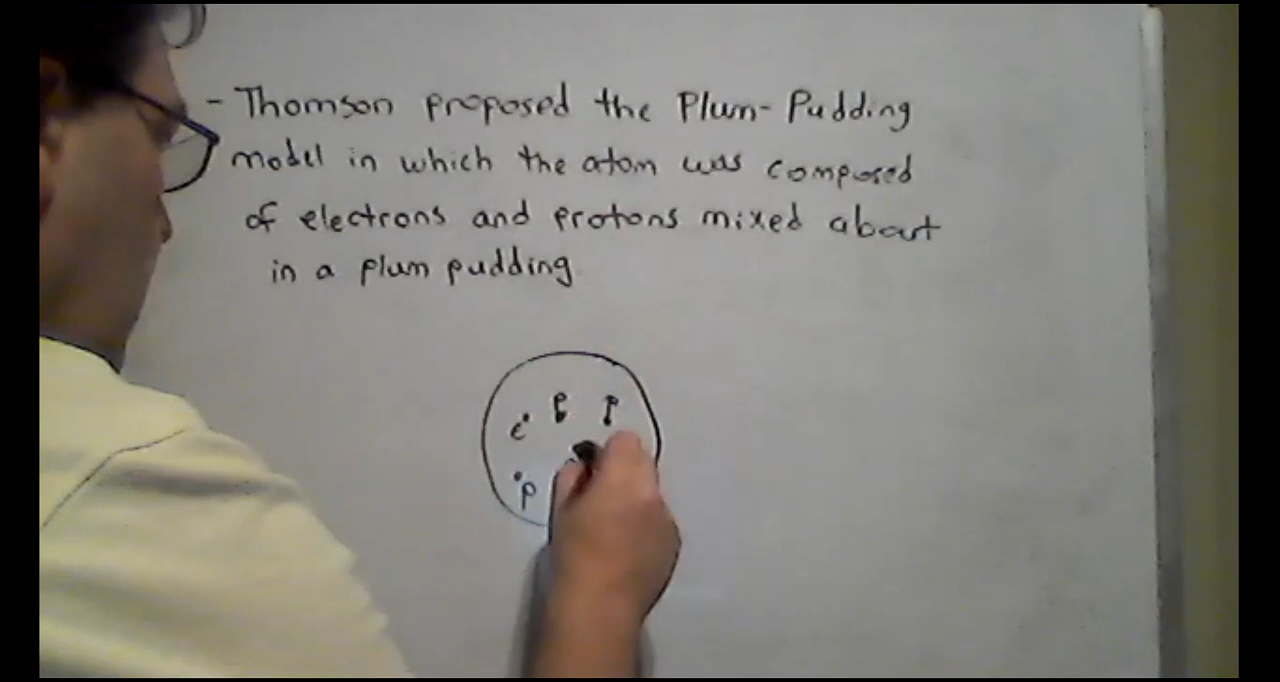 - Thomson proposed the Plum-Pudding
model in which the atom was composed
of electrons and protons mixed about
in a plum pudding.
p p
e
p